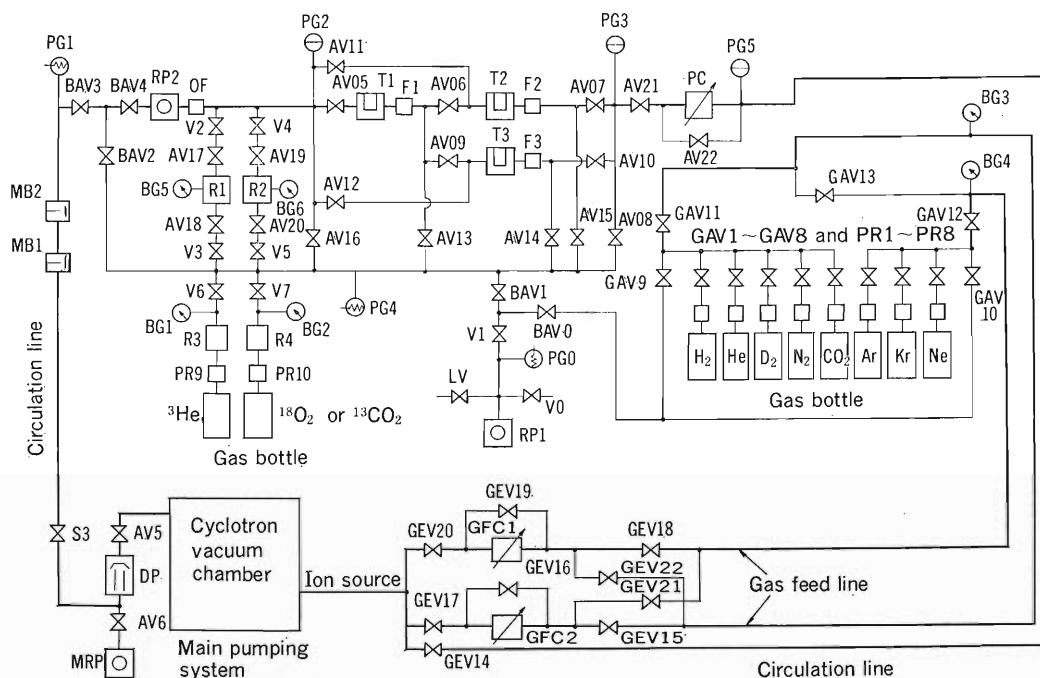 PG1
BAV3
BAV4
RP2
OF
PG2
AV11
AV05
T1
F1
AV06
T2
F2
PG3
AV07
AV21
PC
PG5
AV22
V2
V4
AV17
AV19
BG5
R1
R2
BG6
AV18
AV20
V3
V5
BAV2
AV09
T3
F3
AV10
AV12
AV16
AV13
AV14
AV15
AV08
BG3
BG4
GAV13
GAV11
GAV12
GAV1~GAV8 and PR1~PR8
GAV9
GAV
10
H2
He
D2
N2
CO2
Ar
Kr
Ne
Gas bottle
MB2
MB1
Circulation line
V6
V7
BG1
BG2
R3
R4
PR9
PR10
³He
¹⁸O₂ or ¹³CO₂
Gas bottle
PG4
BAV1
BAV0
V1
PG0
LV
V0
RP1
S3
AV5
DP
AV6
MRP
Cyclotron
vacuum
chamber
Main pumping
system
Ion source
GEV19
GEV20
GFC1
GEV18
GEV16
GEV22
GEV21
GEV17
GFC2
GEV15
GEV14
Gas feed line
Circulation line